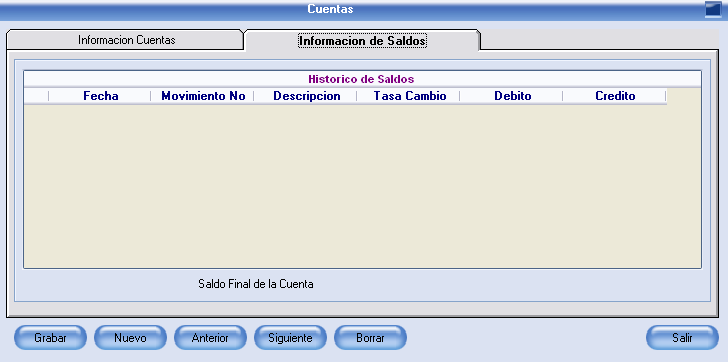 Cuentas
Informacion Cuentas Informacion de Saldos
Historico de Saldos
Fecha Movimiento No Descripcion Tasa Cambio Debito Credito
Saldo Final de la Cuenta
Grabar Nuevo Anterior Siguiente Borrar Salir